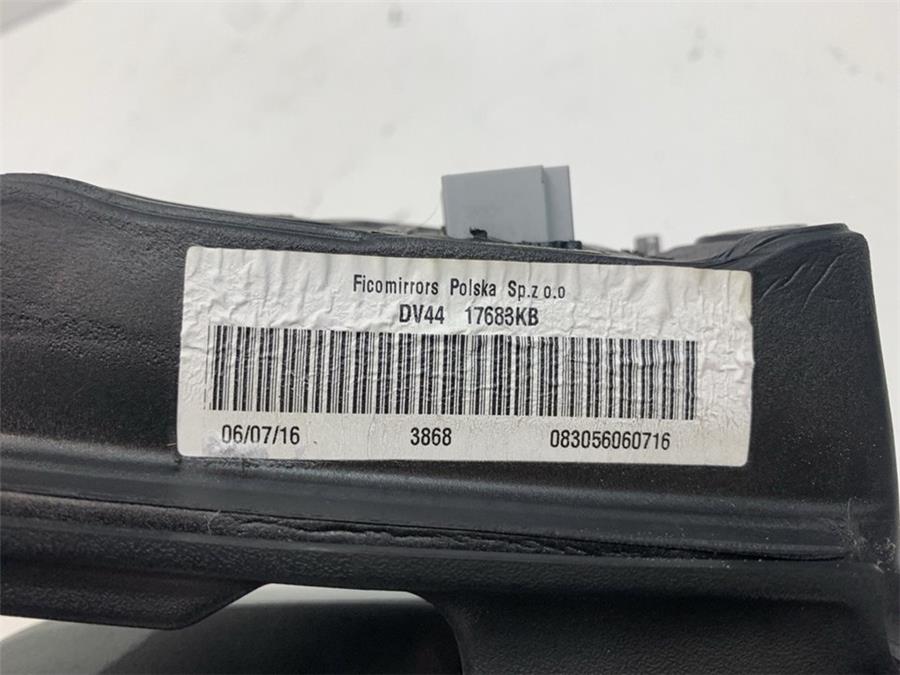 Ficomirrors Polska Sp.z o.o
DV44 17683KB
06/07/16 3868 083056060716